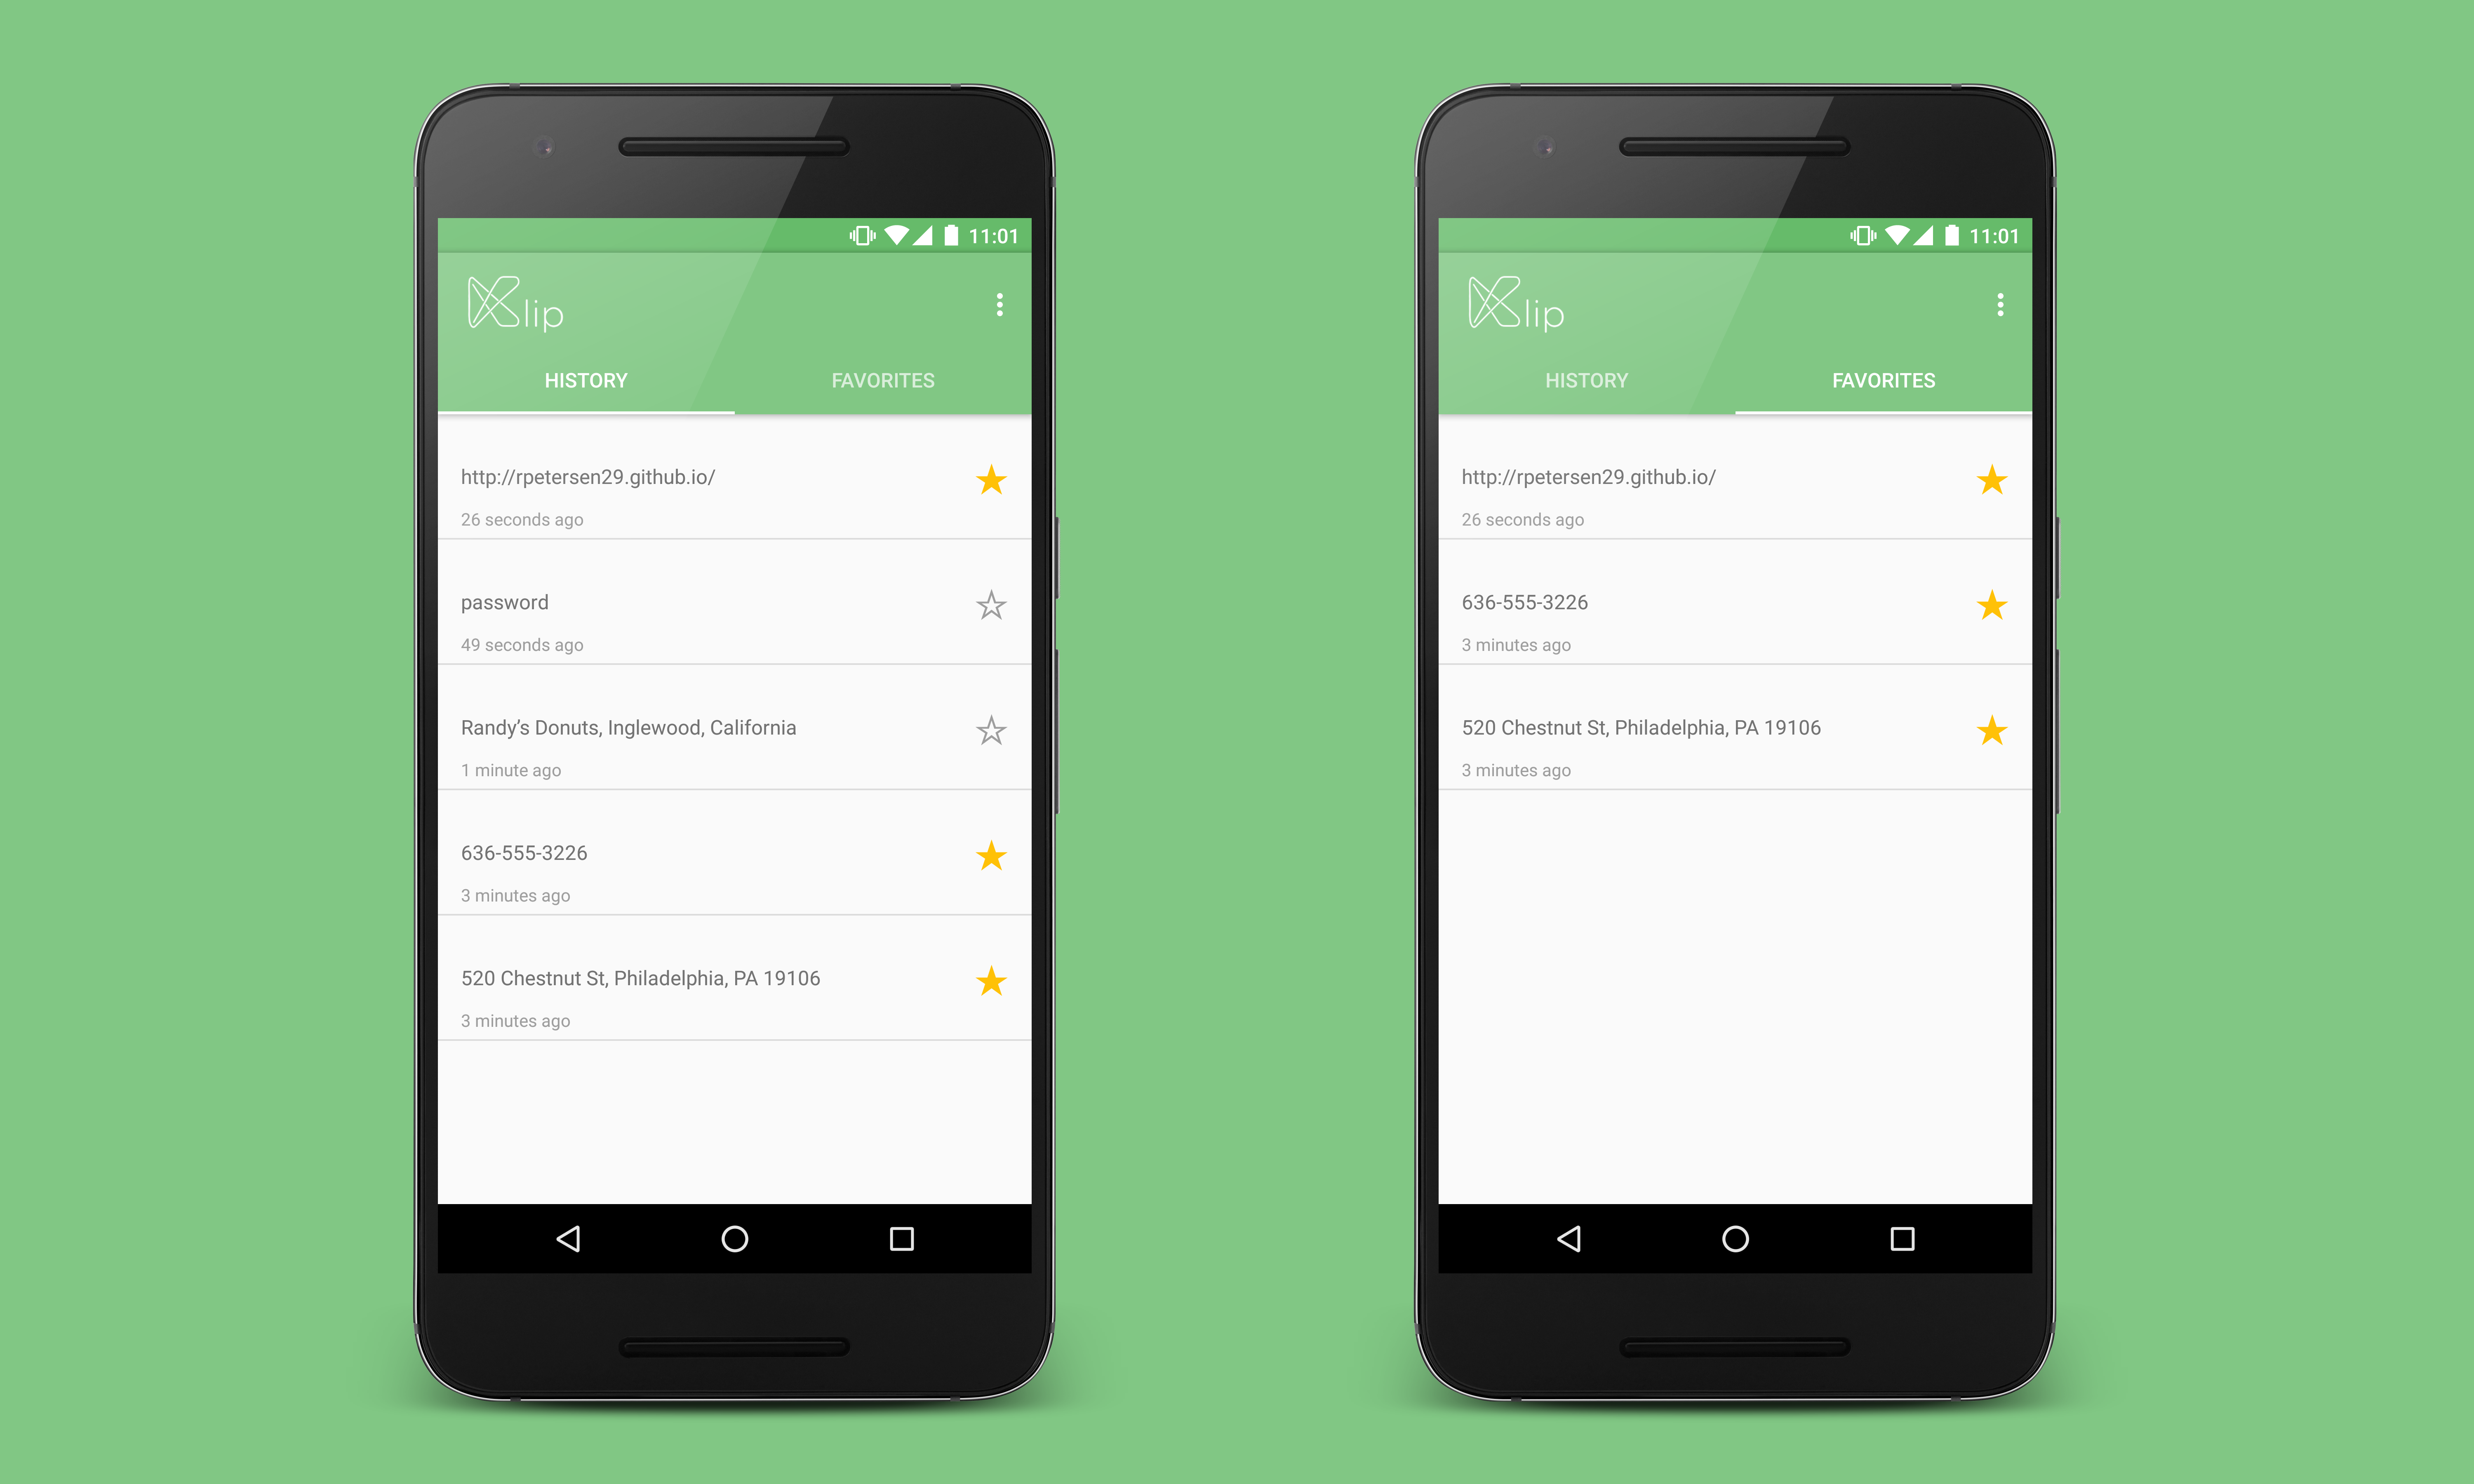 11:01
Klip
HISTORY FAVORITES
http://rpetersen29.github.io/
26 seconds ago
password
49 seconds ago
Randy’s Donuts, Inglewood, California
1 minute ago
636-555-3226
3 minutes ago
520 Chestnut St, Philadelphia, PA 19106
3 minutes ago
11:01
Klip
HISTORY FAVORITES
http://rpetersen29.github.io/
26 seconds ago
636-555-3226
3 minutes ago
520 Chestnut St, Philadelphia, PA 19106
3 minutes ago